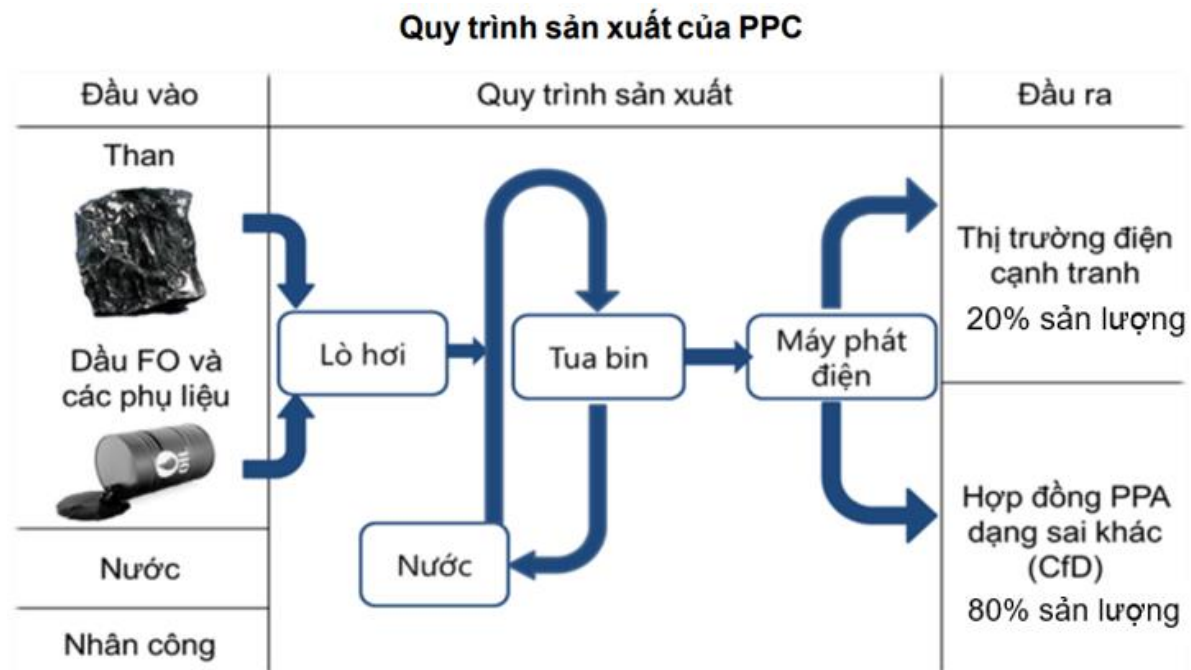 Quy trình sản xuất của PPC
Đầu vào
Quy trình sản xuất
Đầu ra
Than
Dầu FO và
các phụ liệu
OIL
Nước
Nhân công
Lò hơi
Tua bin
Máy phát
điện
Nước
Thị trường điện
cạnh tranh
20% sản lượng
Hợp đồng PPA
dạng sai khác
(CfD)
80% sản lượng